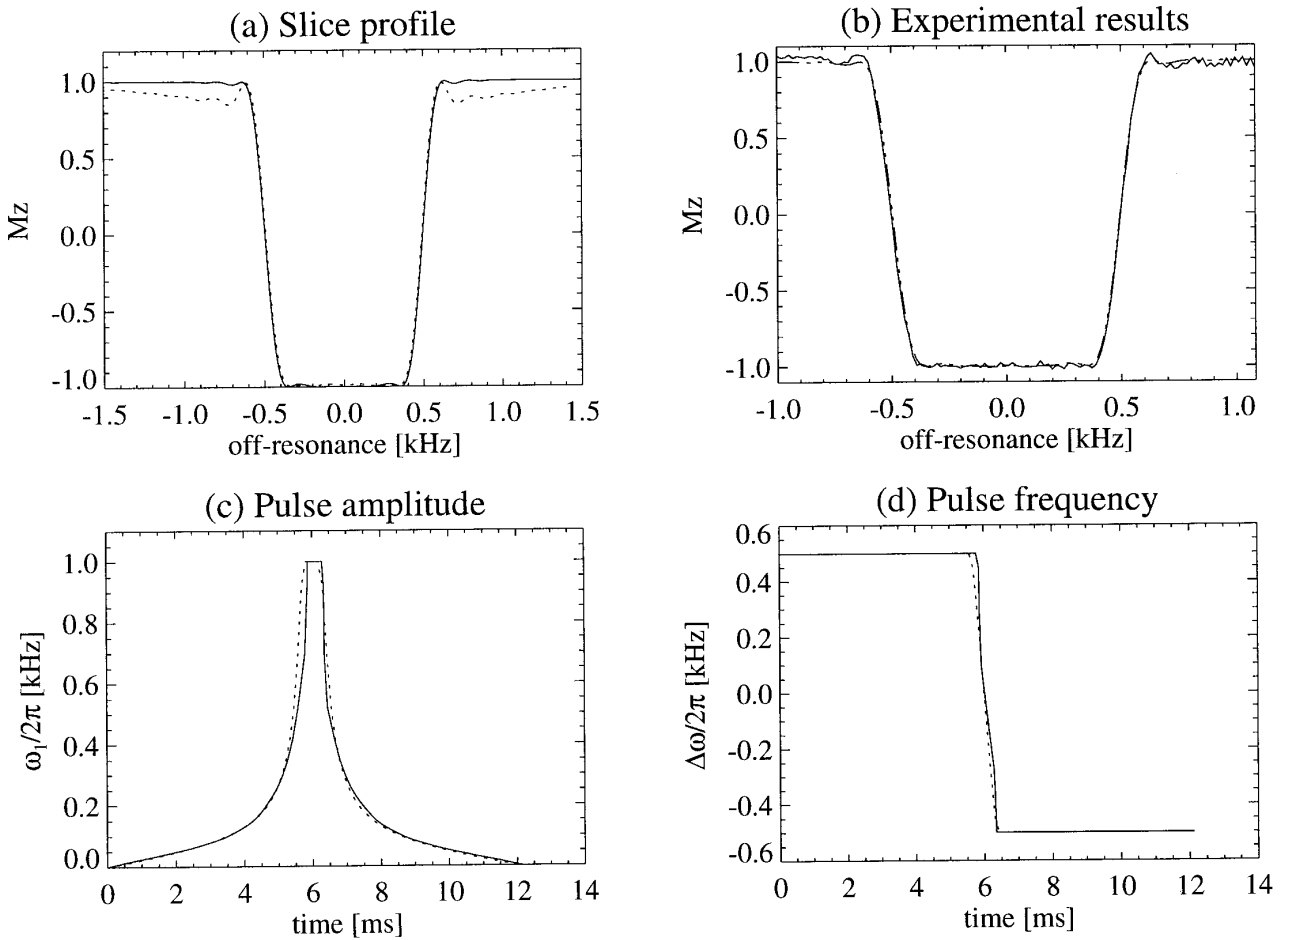 (a) Slice profile
1.0
0.5
0.0
-0.5
-1.0
Mz
-1.5 -1.0 -0.5 0.0 0.5 1.0 1.5
off-resonance [kHz]
(b) Experimental results
1.0
0.5
0.0
-0.5
-1.0
Mz
-1.0 -0.5 0.0 0.5 1.0
off-resonance [kHz]
(c) Pulse amplitude
1.0
0.8
0.6
0.4
0.2
0.0
ω1/2π [kHz]
0 2 4 6 8 10 12 14
time [ms]
(d) Pulse frequency
0.6
0.4
0.2
0.0
-0.2
-0.4
-0.6
Δω/2π [kHz]
0 2 4 6 8 10 12 14
time [ms]